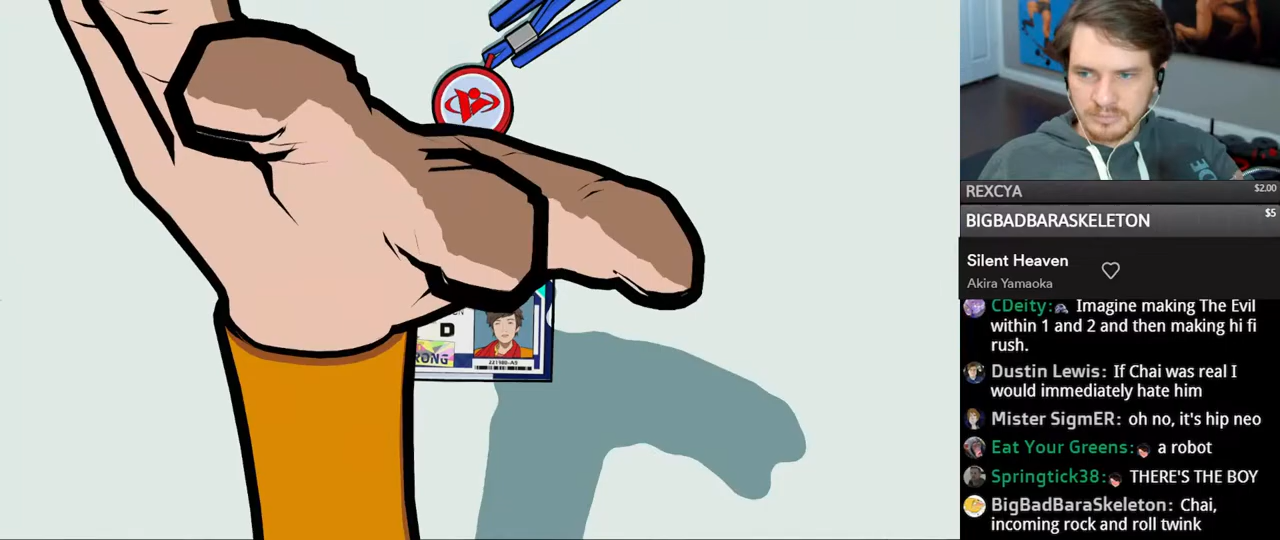 D
RONG
221160-AS
REXCYA
$2.00
BIGBADBARASKELETON
$5
Silent Heaven
Akira Yamaoka
CDeity: Imagine making The Evil
within 1 and 2 and then making hi fi
rush.
Dustin Lewis: If Chai was real I
would immediately hate him
Mister SigmER: oh no, it's hip neo
Eat Your Greens: a robot
Springtick38: THERE'S THE BOY
BigBadBaraSkeleton: Chai,
incoming rock and roll twink